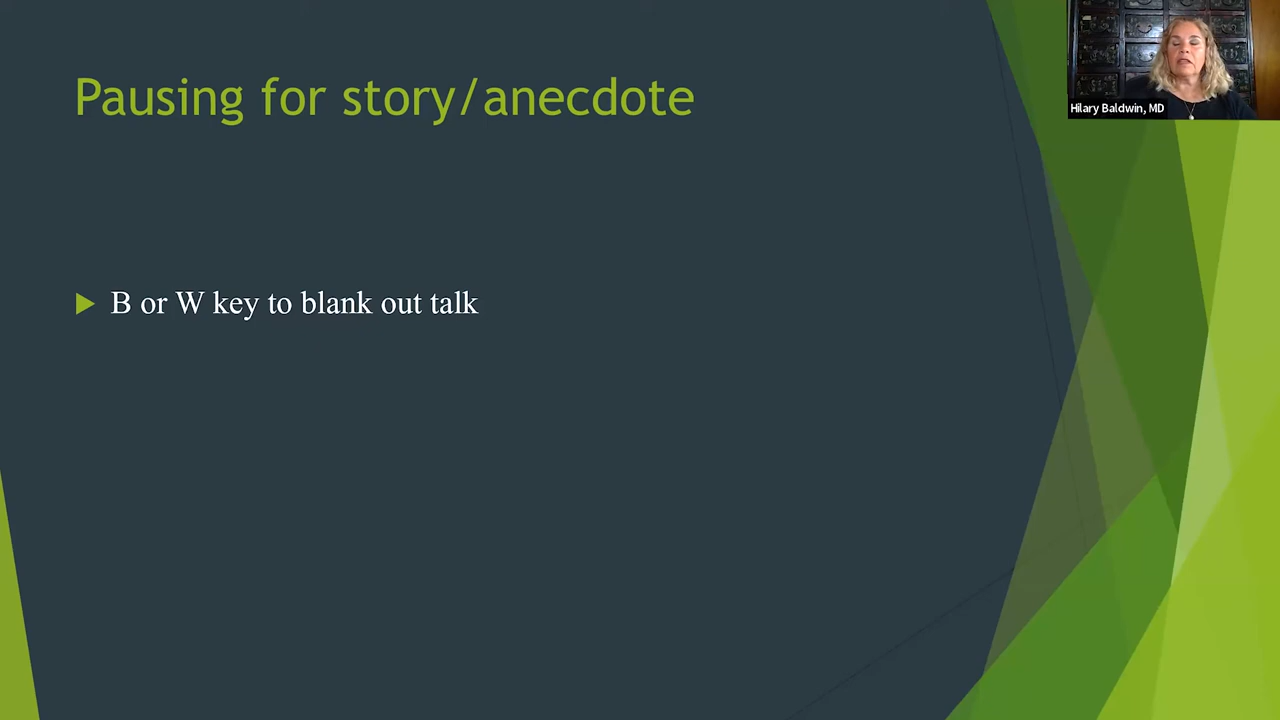 Pausing for story/anecdote
Hilary Baldwin, MD
B or W key to blank out talk